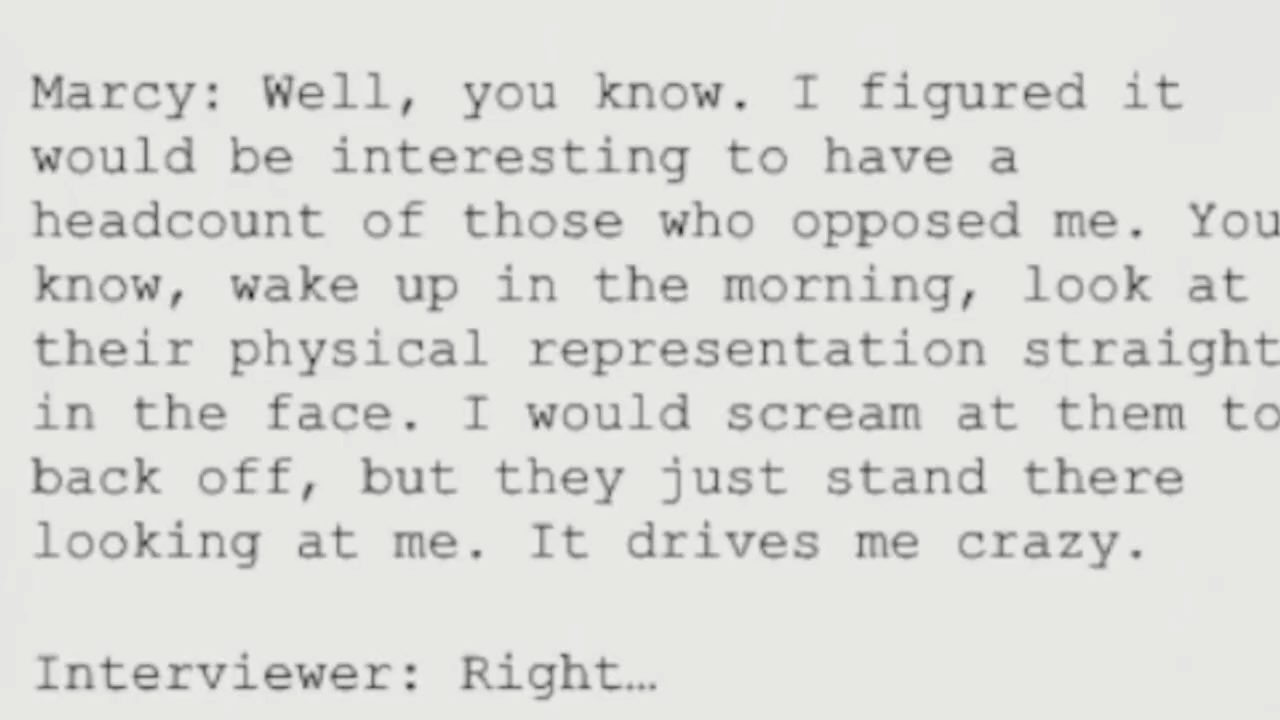 Marcy: Well, you know. I figured it
would be interesting to have a
headcount of those who opposed me. You
know, wake up in the morning, look at
their physical representation straight
in the face. I would scream at them to
back off, but they just stand there
looking at me. It drives me crazy.
Interviewer: Right…